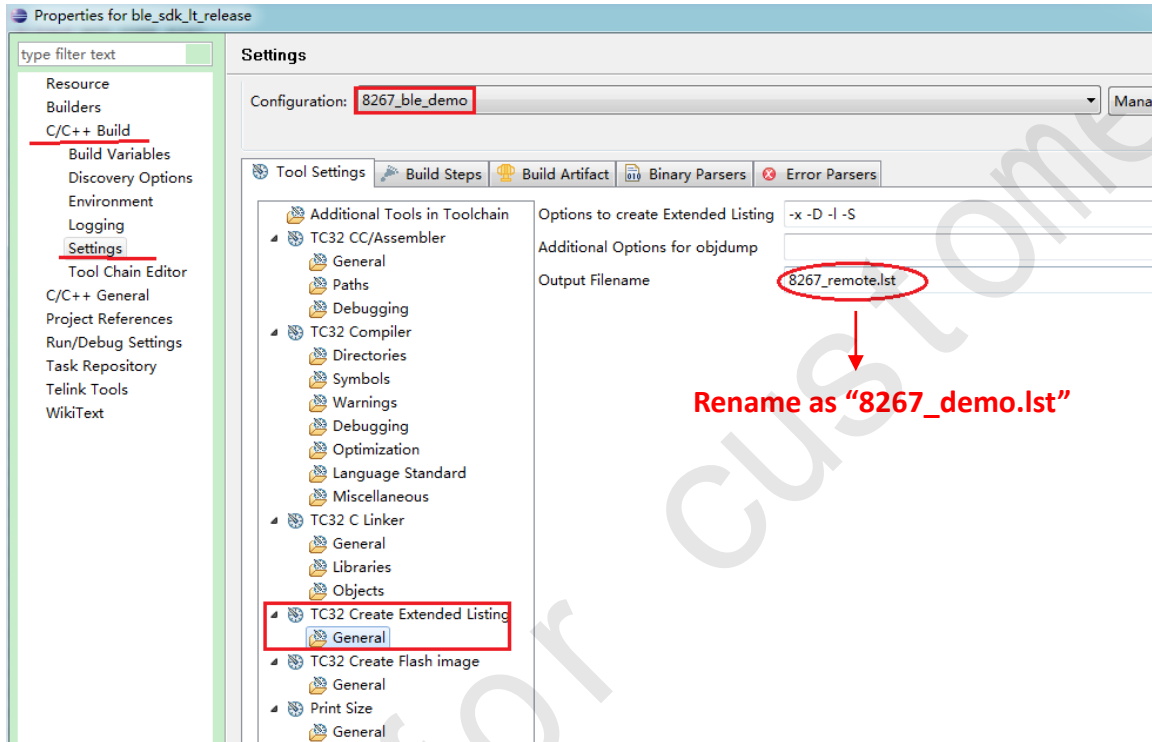 Properties for ble_sdk_lt_release
type filter text
Resource
Builders
C/C++ Build
Build Variables
Discovery Options
Environment
Logging
Settings
Tool Chain Editor
C/C++ General
Project References
Run/Debug Settings
Task Repository
Telink Tools
WikiText
Settings
Configuration: 8267_ble_demo
Mana
Tool Settings Build Steps Build Artifact Binary Parsers Error Parsers
Additional Tools in Toolchain
TC32 CC/Assembler
General
Paths
Debugging
TC32 Compiler
Directories
Symbols
Warnings
Debugging
Optimization
Language Standard
Miscellaneous
TC32 C Linker
General
Libraries
Objects
TC32 Create Extended Listing
General
TC32 Create Flash image
General
Print Size
General
Options to create Extended Listing -x -D -l -S
Additional Options for objdump
Output Filename 8267_remote.lst
Rename as “8267_demo.lst”
for custome